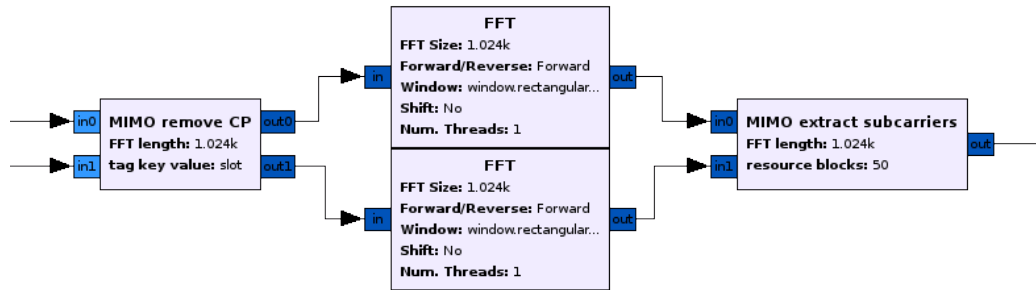 in0
in1
MIMO remove CP
FFT length: 1.024k
tag key value: slot
out0
out1
in
FFT
FFT Size: 1.024k
Forward/Reverse: Forward
Window: window.rectangular...
Shift: No
Num. Threads: 1
out
in
FFT
FFT Size: 1.024k
Forward/Reverse: Forward
Window: window.rectangular...
Shift: No
Num. Threads: 1
out
in0
in1
MIMO extract subcarriers
FFT length: 1.024k
resource blocks: 50
out